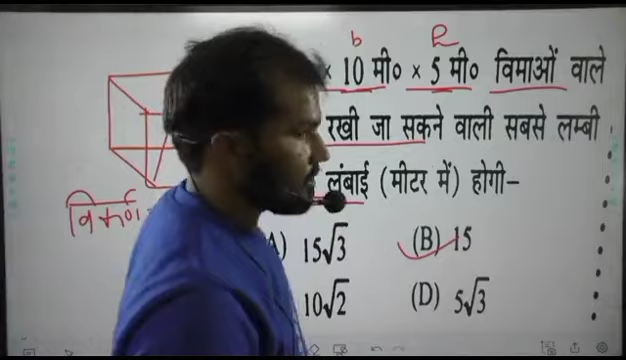 b h
× 10 मी० × 5 मी० विमाओं वाले
रखी जा सकने वाली सबसे लम्बी
लंबाई (मीटर में) होगी–
विकर्ण
A) 15√3 (B) 15
10√2 (D) 5√3